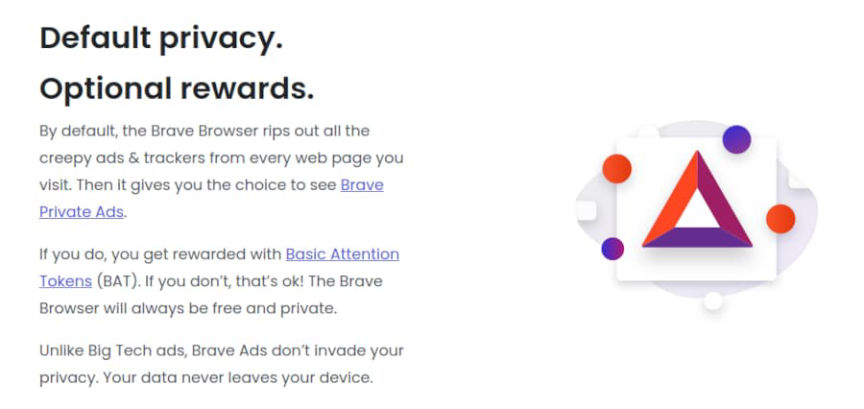 Default privacy.
Optional rewards.
By default, the Brave Browser rips out all the
creepy ads & trackers from every web page you
visit. Then it gives you the choice to see Brave
Private Ads.
If you do, you get rewarded with Basic Attention
Tokens (BAT). If you don't, that's ok! The Brave
Browser will always be free and private.
Unlike Big Tech ads, Brave Ads don't invade your
privacy. Your data never leaves your device.